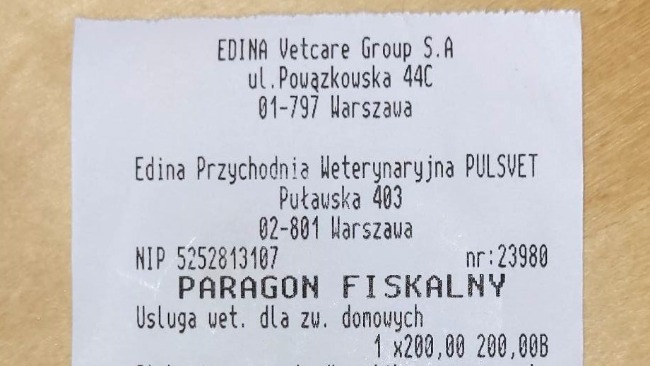 EDINA Vetcare Group S.A
ul.Powązkowska 44C
01-797 Warszawa
Edina Przychodnia Weterynaryjna PULSVET
Puławska 403
02-801 Warszawa
NIP 5252813107 nr:23980
PARAGON FISKALNY
Usluga wet. dla zw. domowych
1 x200,00 200,00B